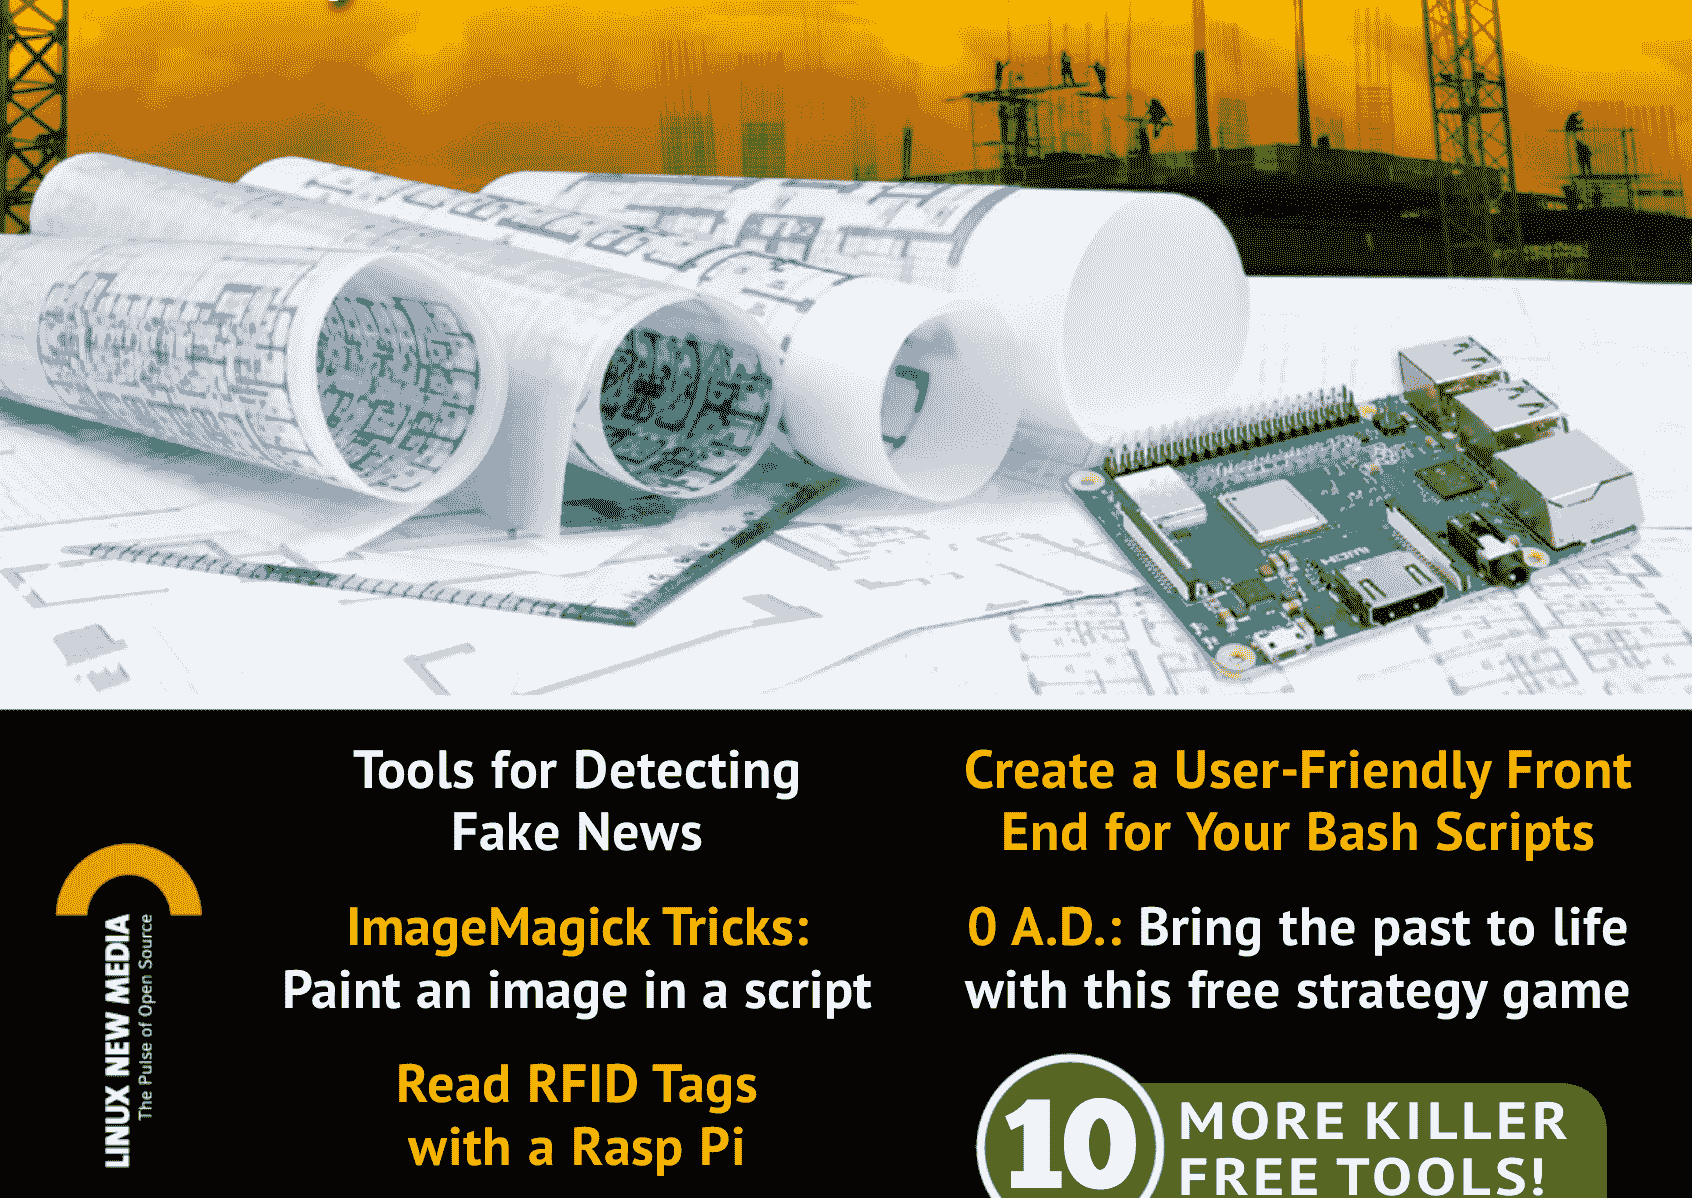 Tools for Detecting
Fake News
ImageMagick Tricks:
Paint an image in a script
Read RFID Tags
with a Rasp Pi
Create a User-Friendly Front
End for Your Bash Scripts
0 A.D.: Bring the past to life
with this free strategy game
10
MORE KILLER
FREE TOOLS!
LINUX NEW MEDIA
The Pulse of Open Source
HDMI